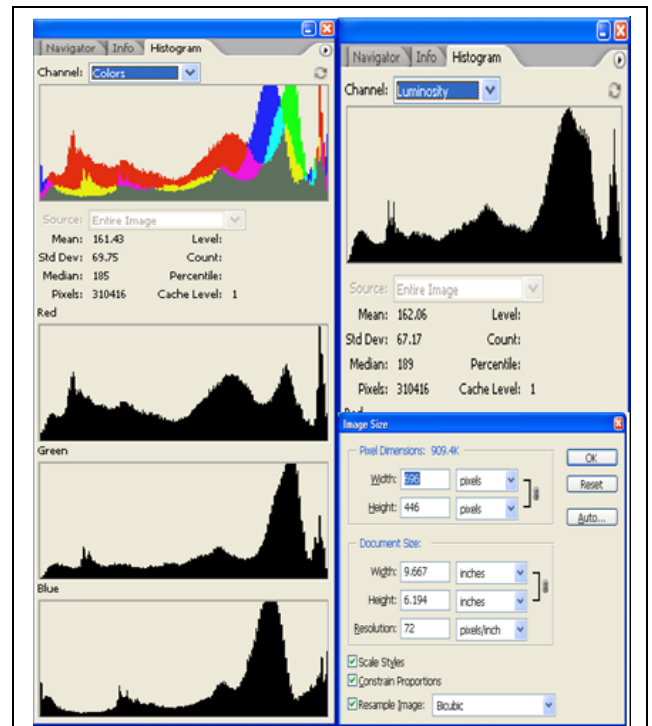 Navigator Info Histogram
Channel: Colors
Source: Entire Image
Mean: 161.43 Level:
Std Dev: 69.75 Count:
Median: 185 Percentile:
Pixels: 310416 Cache Level: 1
Red
Green
Blue
Navigator Info Histogram
Channel: Luminosity
Source: Entire Image
Mean: 162.06 Level:
Std Dev: 67.17 Count:
Median: 189 Percentile:
Pixels: 310416 Cache Level: 1
Image Size
Pixel Dimensions: 909.4K
Width: 696 pixels
Height: 446 pixels
Document Size:
Width: 9.667 inches
Height: 6.194 inches
Resolution: 72 pixels/inch
Scale Styles
Constrain Proportions
Resample Image: Bicubic
OK
Reset
Auto...